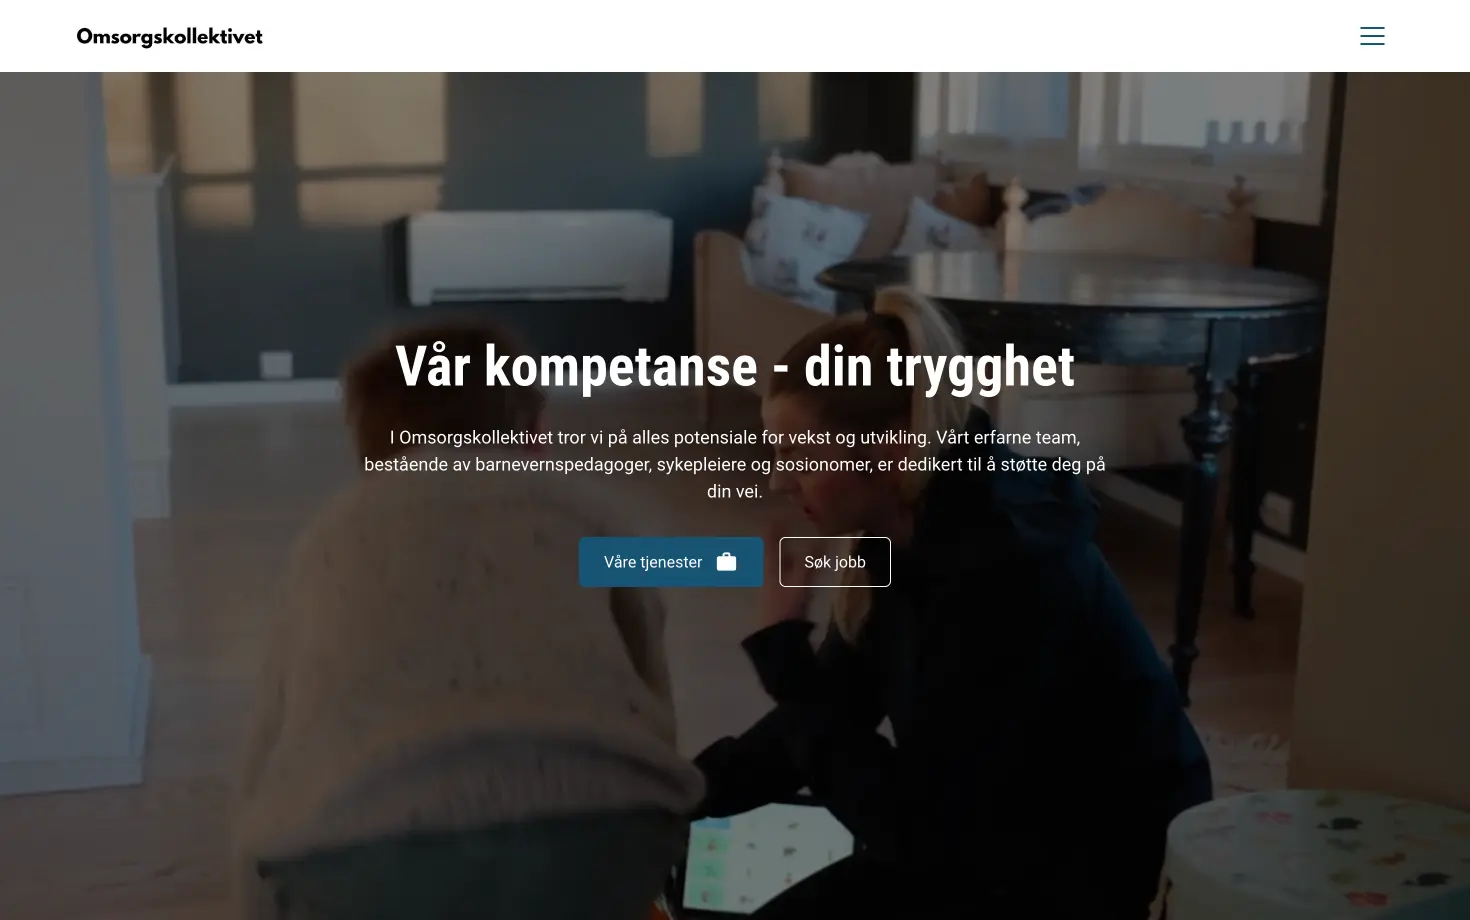 Omsorgskollektivet
Vår kompetanse - din trygghet
I Omsorgskollektivet tror vi på alles potensiale for vekst og utvikling. Vårt erfarne team,
bestående av barnevernspedagoger, sykepleiere og sosionomer, er dedikert til å støtte deg på
din vei.
Våre tjenester
Søk jobb